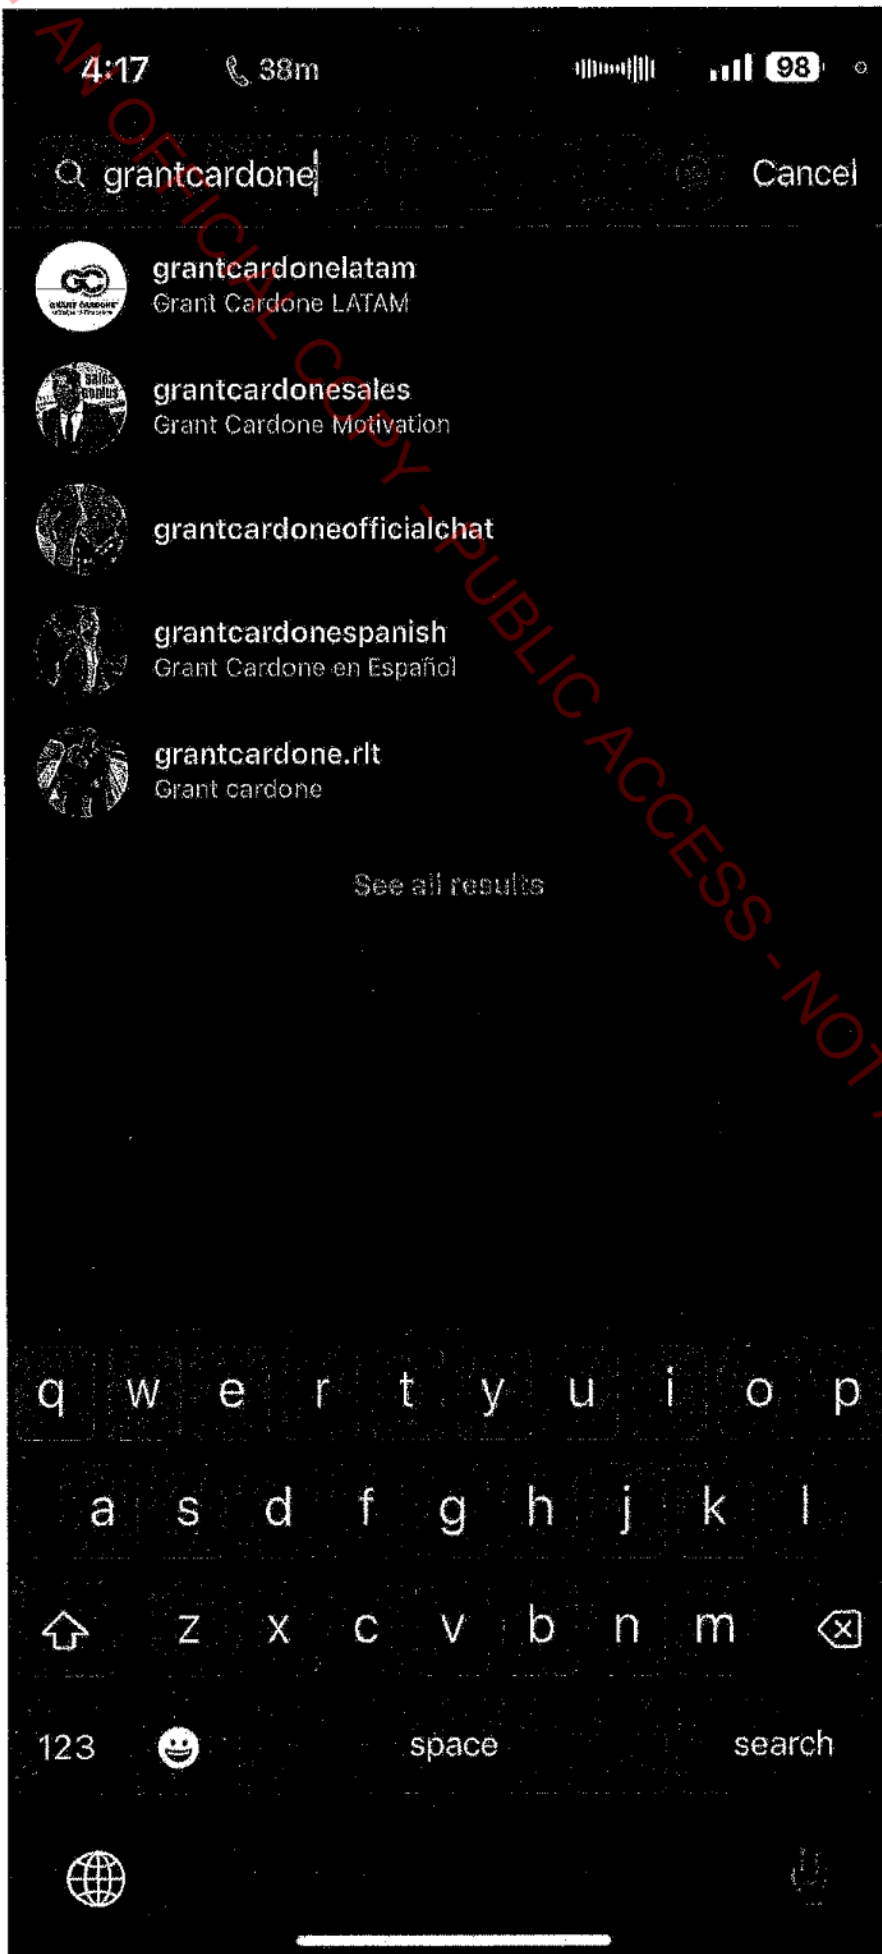 4:17 38m 98
grantcardone Cancel
GC
grantcardonelatam
Grant Cardone LATAM
grantcardonesales
Grant Cardone Motivation
grantcardoneofficialchat
grantcardonespanish
Grant Cardone en Español
grantcardone.rlt
Grant cardone
See all results
q w e r t y u i o p
a s d f g h j k l
z x c v b n m
123 space search
AN OFFICIAL COPY - PUBLIC ACCESS - NOT A